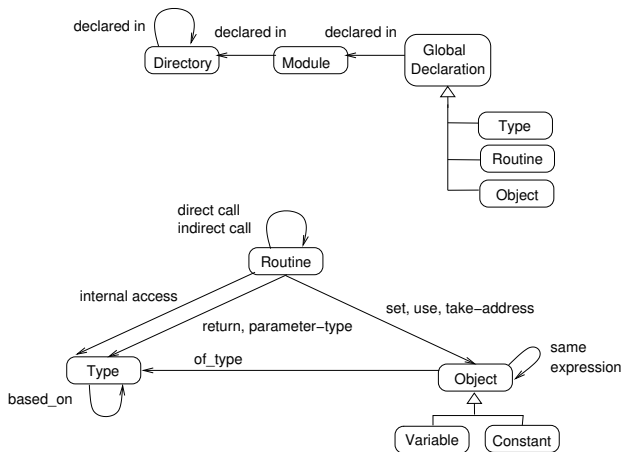 declared in
declared in
declared in
Directory
Module
Global
Declaration
Type
Routine
Object
direct call
indirect call
Routine
internal access
return, parameter−type
set, use, take−address
of_type
same
expression
Type
Object
based_on
Variable
Constant